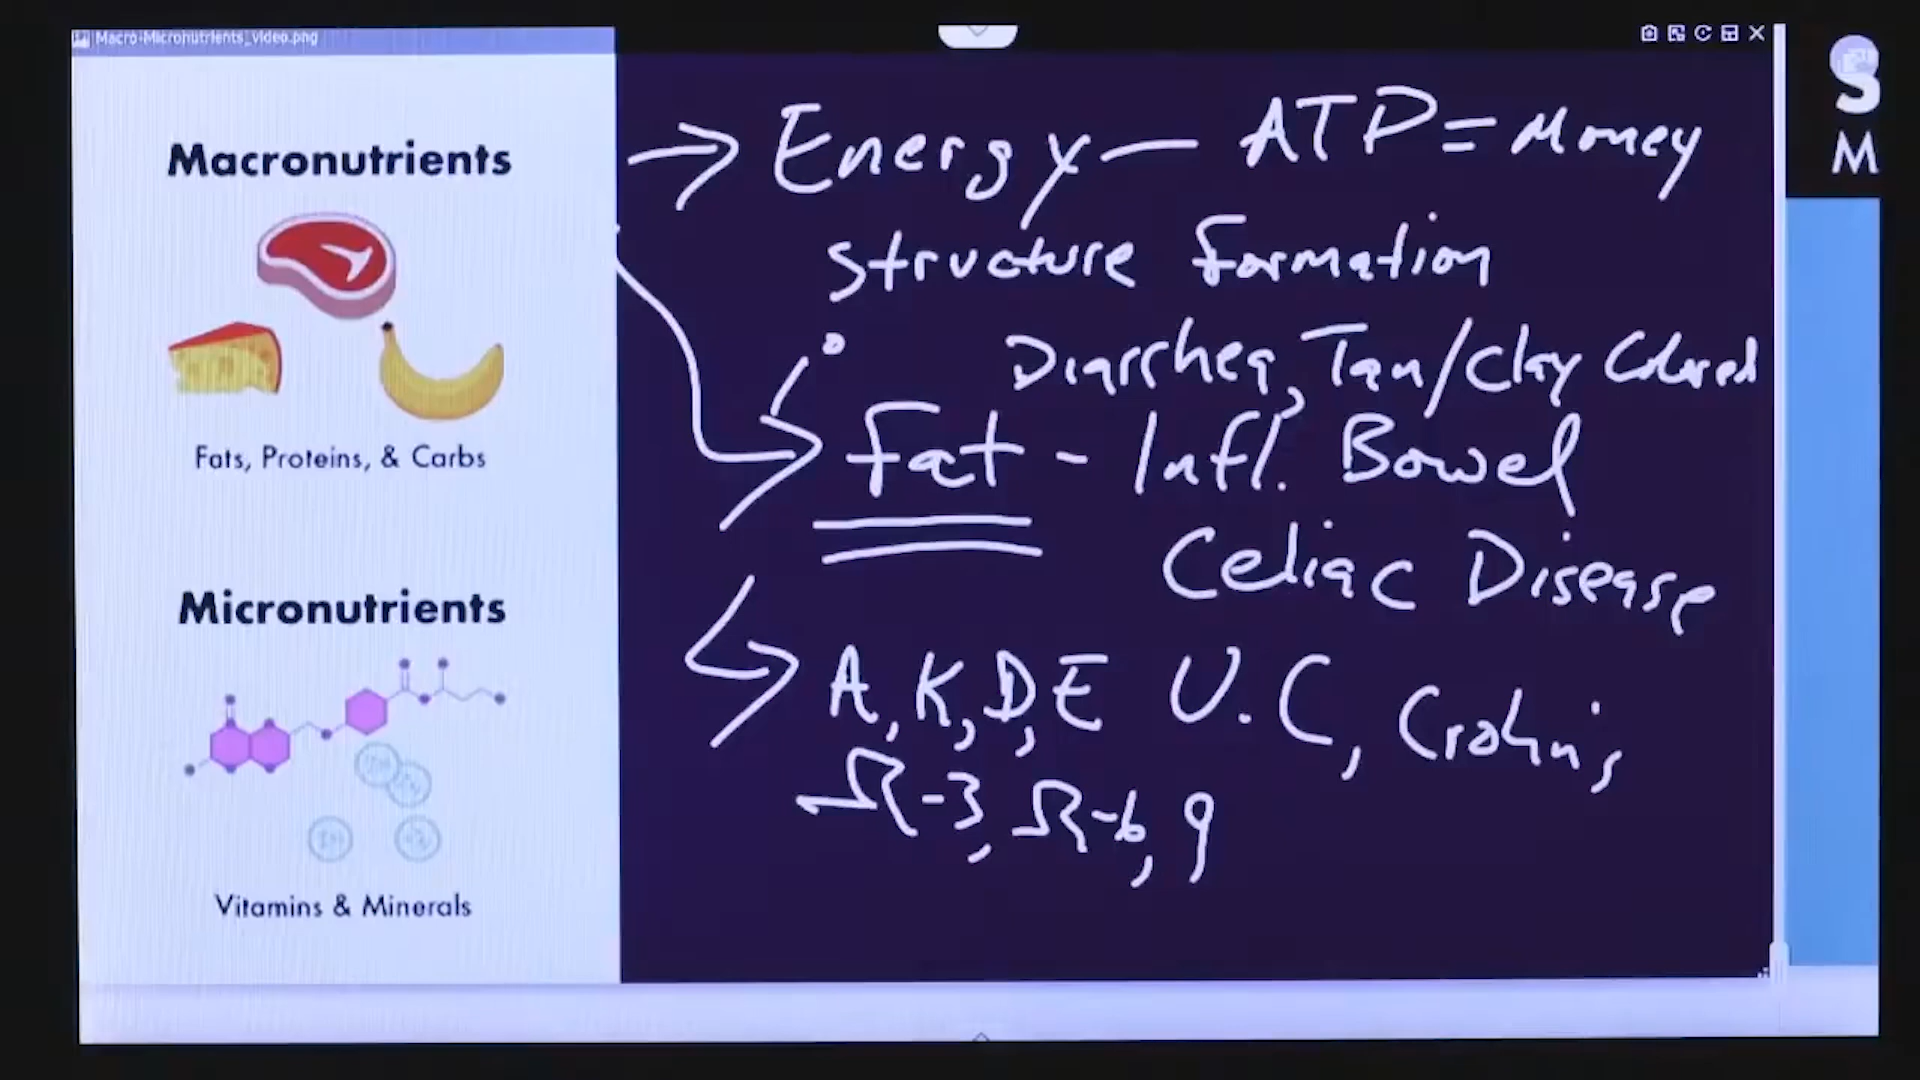 Macro-Micronutrients_video.png
Macronutrients
Fats, Proteins, & Carbs
Micronutrients
Vitamins & Minerals
→ Energy — ATP = Money
Structure Formation
Diarrhea, Tan/Clay Colored
Fat - Infl. Bowel
Celiac Disease
A, K, D, E U.C, Crohn's
Ω-3, Ω-6, 9
S
M